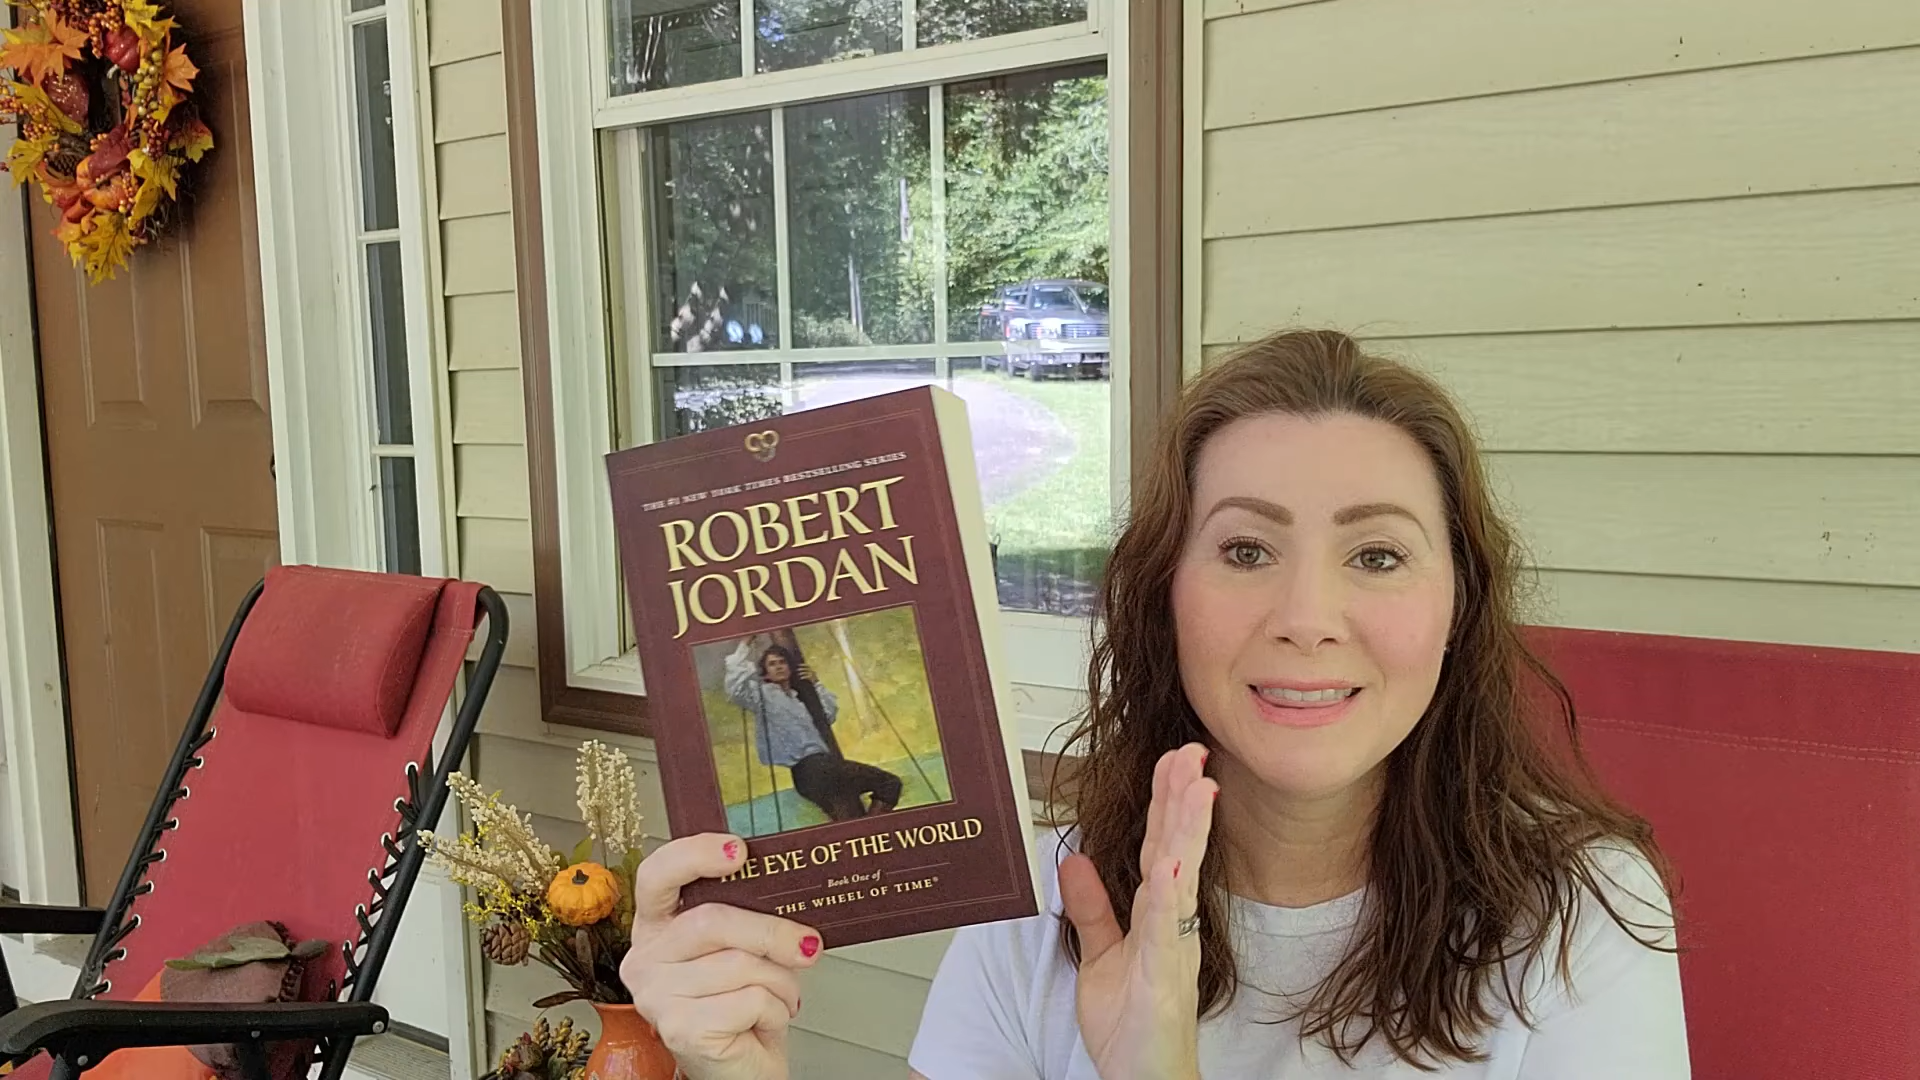 THE #1 NEW YORK TIMES BESTSELLING SERIES
ROBERT
JORDAN
THE EYE OF THE WORLD
Book One of
THE WHEEL OF TIME®